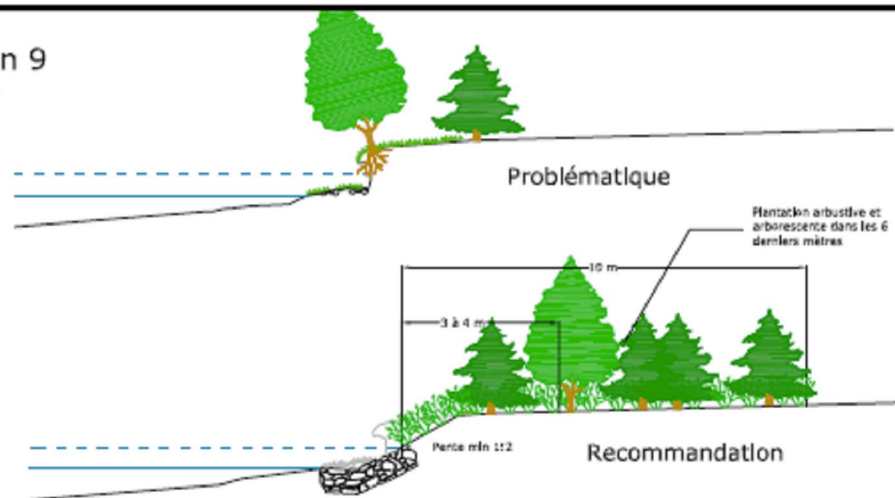 n 9
Problématique
Plantation arbustive et
arborescente dans les 6
derniers mètres
10 m
3 à 4 m
Pente min 1:2
Recommandation